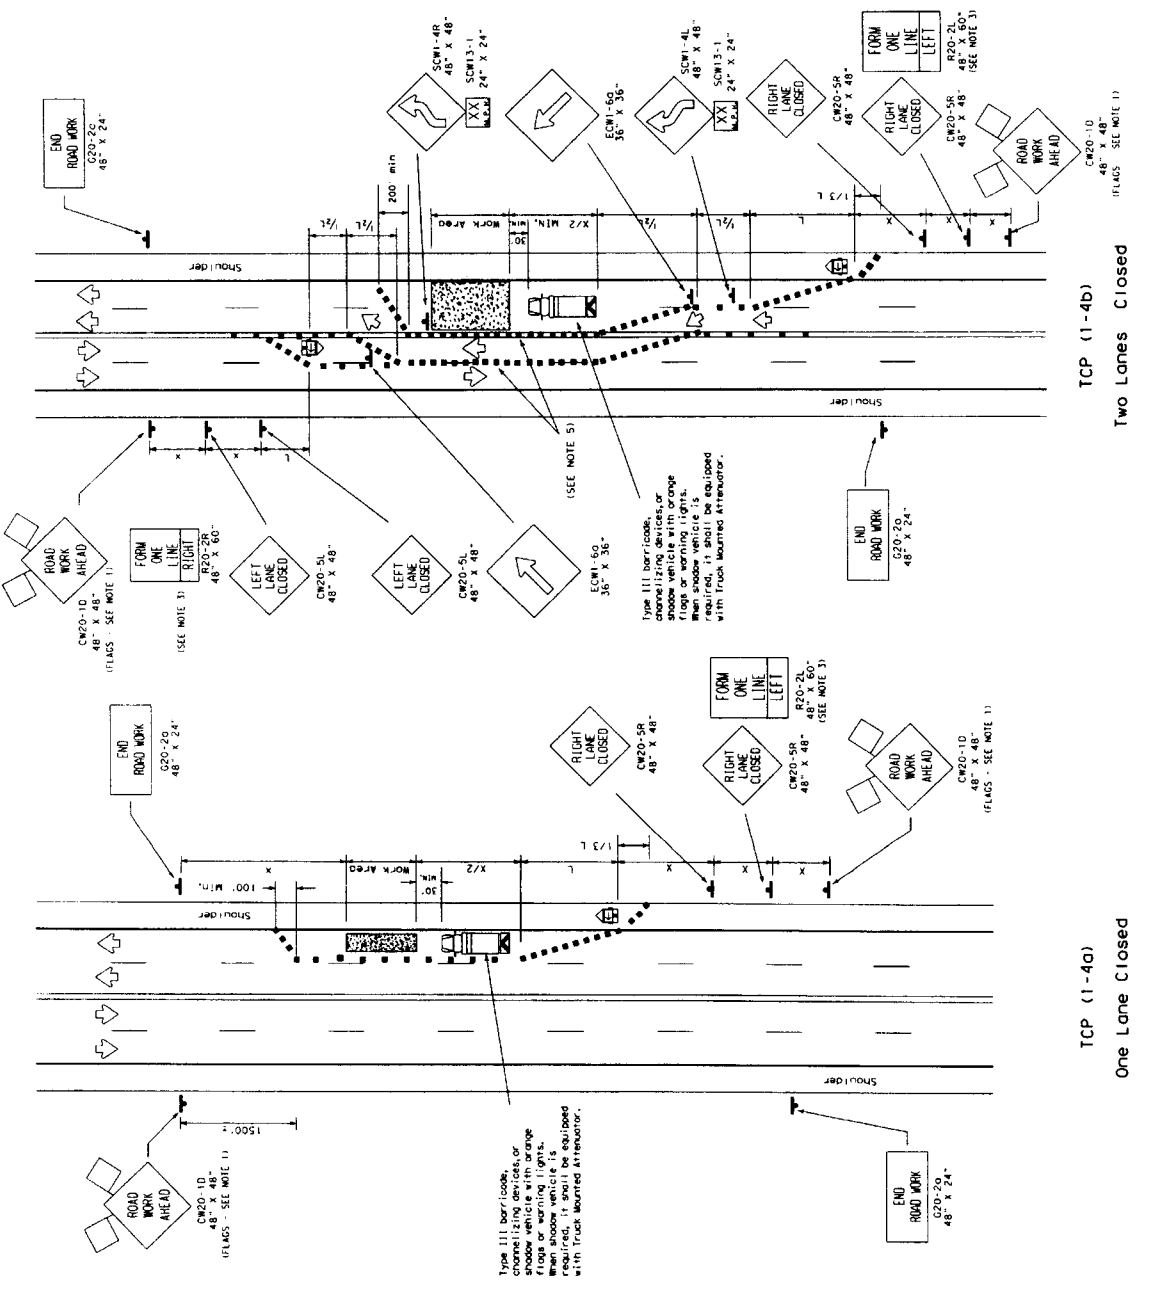 END
ROAD WORK
G20-2a
48" X 24"
SCW1-4R
48" X 48"
SCW13-1
24" X 24"
XX
M.P.H.
ECW1-6a
36" X 36"
SCW1-4L
48" X 48"
SCW13-1
24" X 24"
XX
M.P.H.
RIGHT
LANE
CLOSED
CW20-5R
48" X 48"
FORM
ONE
LINE
LEFT
R20-2L
48" X 60"
(SEE NOTE 3)
RIGHT
LANE
CLOSED
CW20-5R
48" X 48"
ROAD
WORK
AHEAD
CW20-1D
48" X 48"
(FLAGS - SEE NOTE 1)
½L
½L
200' min
Work Area
30'
MIN.
X/2 MIN.
½L
½L
L
1/3 L
X
X
X
Shoulder
Shoulder
X
X
L
(SEE NOTE 5)
ROAD
WORK
AHEAD
CW20-1D
48" X 48"
(FLAGS - SEE NOTE 1)
FORM
ONE
LINE
RIGHT
R20-2R
48" X 60"
(SEE NOTE 3)
LEFT
LANE
CLOSED
CW20-5L
48" X 48"
LEFT
LANE
CLOSED
CW20-5L
48" X 48"
ECW1-6a
36" X 36"
Type III barricade,
channelizing devices,or
shadow vehicle with orange
flags or warning lights.
When shadow vehicle is
required, it shall be equipped
with Truck Mounted Attenuator.
END
ROAD WORK
G20-2a
48" X 24"
TCP (1-4b)
Two Lanes Closed
END
ROAD WORK
G20-2a
48" X 24"
RIGHT
LANE
CLOSED
CW20-5R
48" X 48"
FORM
ONE
LINE
LEFT
R20-2L
48" X 60"
(SEE NOTE 3)
RIGHT
LANE
CLOSED
CW20-5R
48" X 48"
ROAD
WORK
AHEAD
CW20-1D
48" X 48"
(FLAGS - SEE NOTE 1)
X
100' Min.
Work Area
30'
MIN.
X/2
L
1/3 L
X
X
X
Shoulder
Shoulder
1500'±
ROAD
WORK
AHEAD
CW20-1D
48" X 48"
(FLAGS - SEE NOTE 1)
Type III barricade,
channelizing devices,or
shadow vehicle with orange
flags or warning lights.
When shadow vehicle is
required, it shall be equipped
with Truck Mounted Attenuator.
END
ROAD WORK
G20-2a
48" X 24"
TCP (1-4a)
One Lane Closed